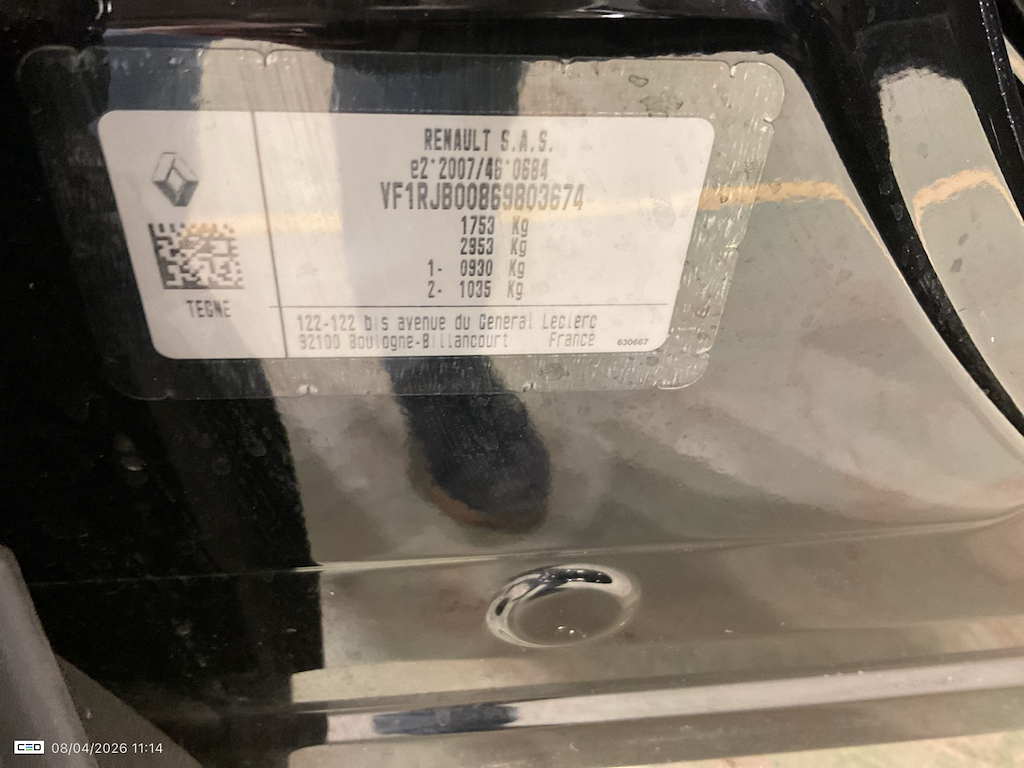 RENAULT S.A.S.
e2*2007/46*0684
VF1RJB00869803674
1753 Kg
2953 Kg
1- 0930 Kg
2- 1035 Kg
TEGNE
122-122 bis avenue du General Leclerc
92100 Boulogne-Billancourt France
630667
CEO 08/04/2026 11:14